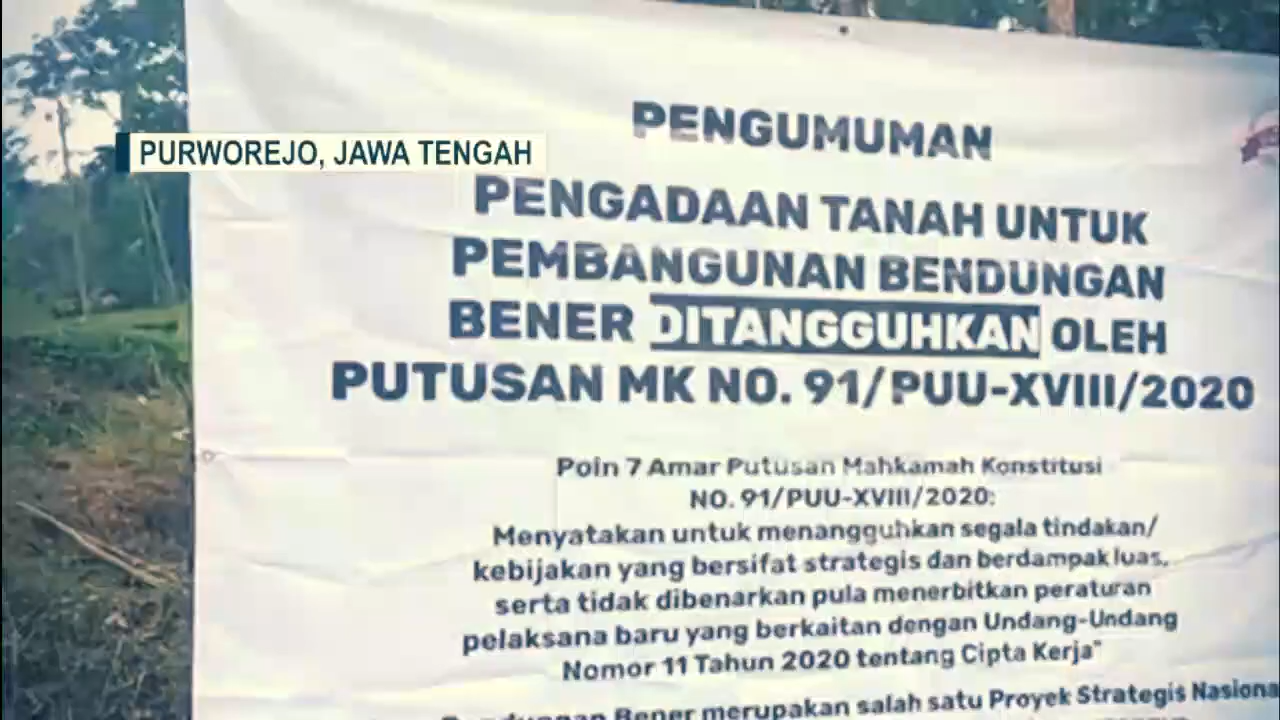 PURWOREJO, JAWA TENGAH
PENGUMUMAN
PENGADAAN TANAH UNTUK
PEMBANGUNAN BENDUNGAN
BENER DITANGGUHKAN OLEH
PUTUSAN MK NO. 91/PUU-XVIII/2020
Poin 7 Amar Putusan Mahkamah Konstitusi
NO. 91/PUU-XVIII/2020:
Menyatakan untuk menangguhkan segala tindakan/
kebijakan yang bersifat strategis dan berdampak luas,
serta tidak dibenarkan pula menerbitkan peraturan
pelaksana baru yang berkaitan dengan Undang-Undang
Nomor 11 Tahun 2020 tentang Cipta Kerja"
Bener merupakan salah satu Proyek Strategis Nasiona